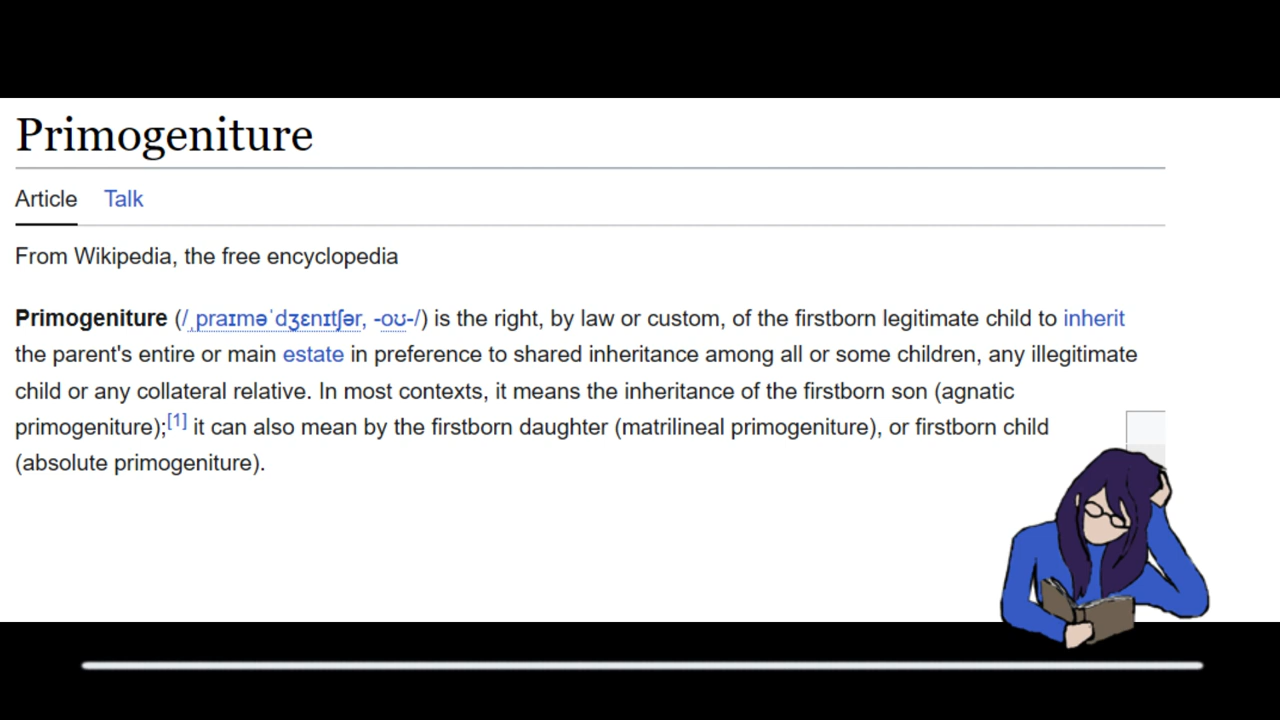 Primogeniture
Article Talk
From Wikipedia, the free encyclopedia
Primogeniture (/ˌpraɪməˈdʒɛnɪtʃər, -oʊ-/) is the right, by law or custom, of the firstborn legitimate child to inherit
the parent's entire or main estate in preference to shared inheritance among all or some children, any illegitimate
child or any collateral relative. In most contexts, it means the inheritance of the firstborn son (agnatic
primogeniture);[1] it can also mean by the firstborn daughter (matrilineal primogeniture), or firstborn child
(absolute primogeniture).